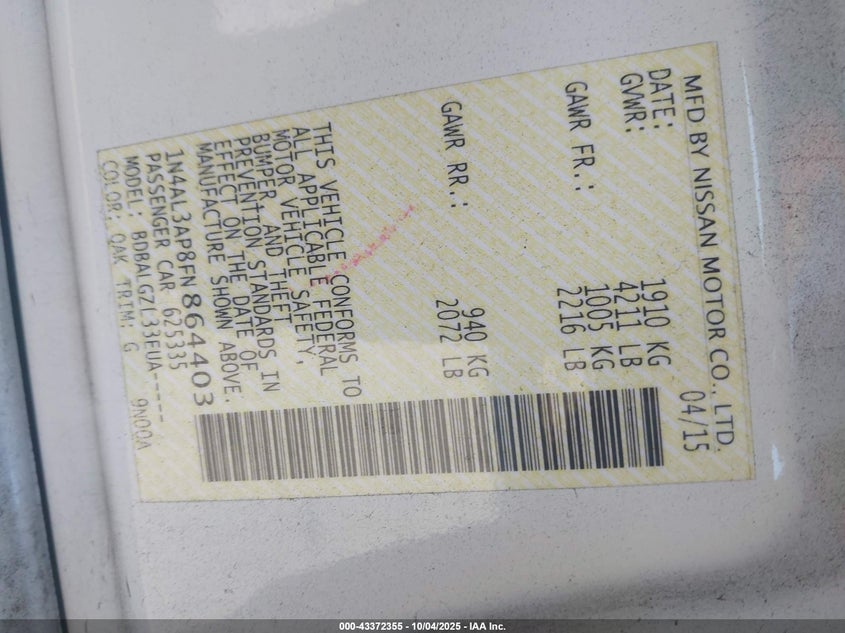 MFD BY NISSAN MOTOR CO., LTD.
DATE: 04/15
GVWR: 1910 KG
4211 LB
GAWR FR.: 1005 KG
2216 LB
GAWR RR.: 940 KG
2072 LB
THIS VEHICLE CONFORMS TO
ALL APPLICABLE FEDERAL
MOTOR VEHICLE SAFETY,
BUMPER AND THEFT
PREVENTION STANDARDS IN
EFFECT ON THE DATE OF
MANUFACTURE SHOWN ABOVE.
1N4AL3AP8FN864403
PASSENGER CAR 625335
MODEL: BDBALGZL33EUA-----
COLOR: QAK TRIM: G 9N00A
000-43372355 - 10/04/2025 - IAA Inc.